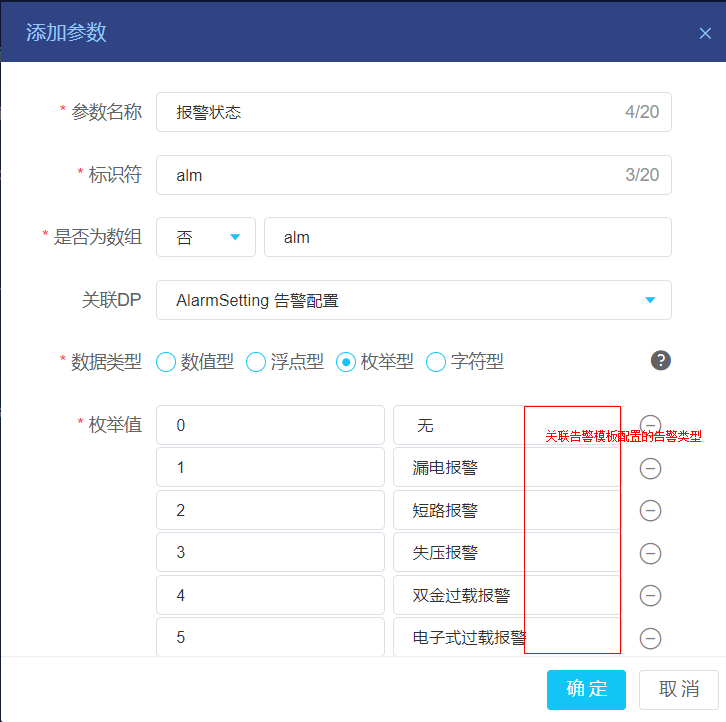 添加参数
* 参数名称 报警状态 4/20
* 标识符 alm 3/20
* 是否为数组 否 alm
关联DP AlarmSetting 告警配置
* 数据类型 数值型 浮点型 枚举型 字符型 ?
* 枚举值 0 无
关联告警模板配置的告警类型
1 漏电报警
2 短路报警
3 失压报警
4 双金过载报警
5 电子式过载报警
确定 取消